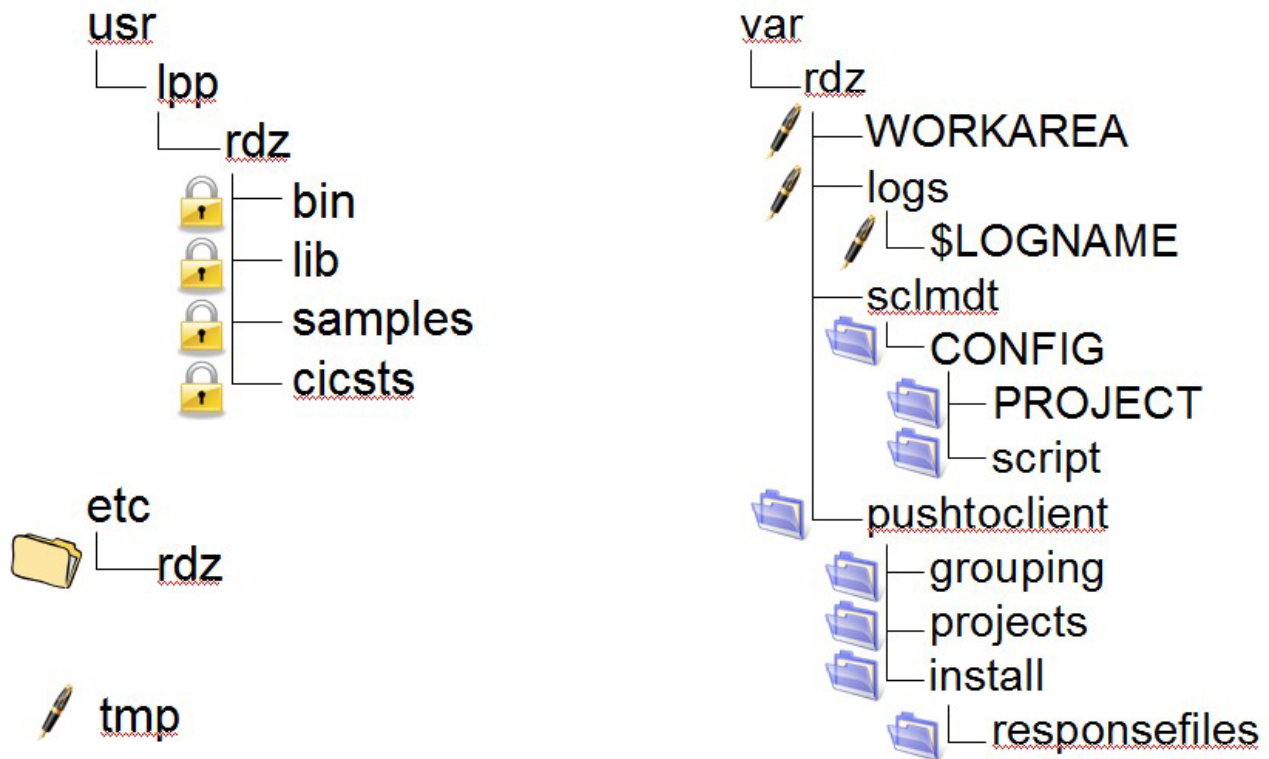 usr
lpp
rdz
bin
lib
samples
cicsts
etc
rdz
tmp
var
rdz
WORKAREA
logs
$LOGNAME
sclmdt
CONFIG
PROJECT
script
pushtoclient
grouping
projects
install
responsefiles